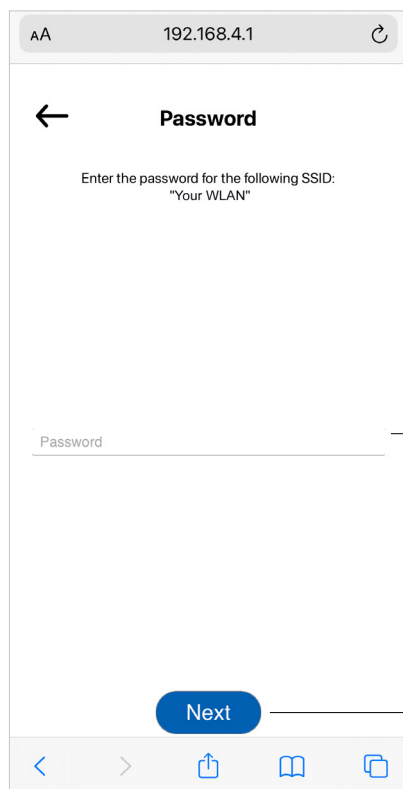 AA 192.168.4.1
Password
Enter the password for the following SSID:
"Your WLAN"
Password
Next